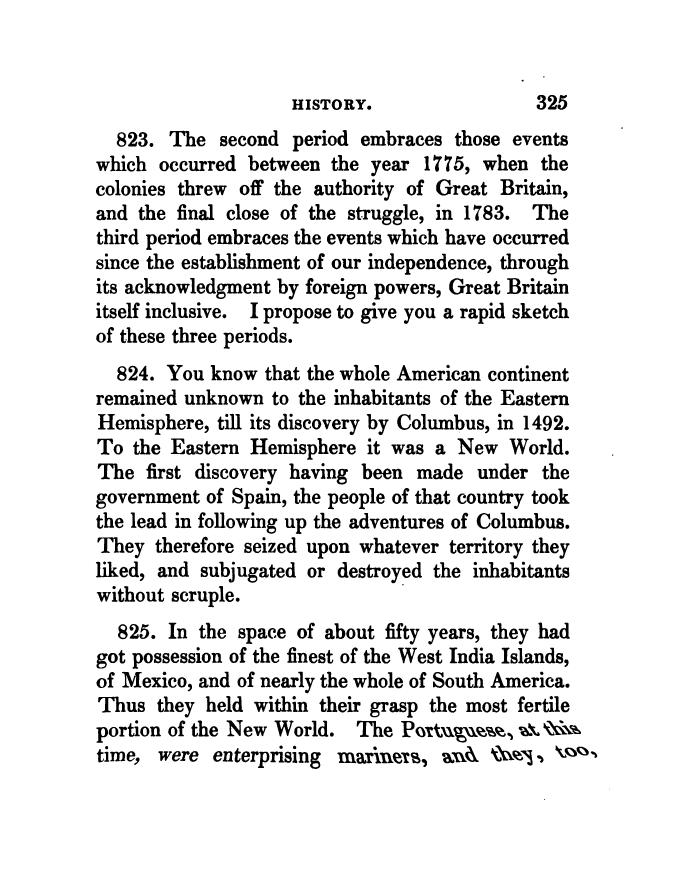 HISTORY. 325
823. The second period embraces those events
which occurred between the year 1775, when the
colonies threw off the authority of Great Britain,
and the final close of the struggle, in 1783. The
third period embraces the events which have occurred
since the establishment of our independence, through
its acknowledgment by foreign powers, Great Britain
itself inclusive. I propose to give you a rapid sketch
of these three periods.
824. You know that the whole American continent
remained unknown to the inhabitants of the Eastern
Hemisphere, till its discovery by Columbus, in 1492.
To the Eastern Hemisphere it was a New World.
The first discovery having been made under the
government of Spain, the people of that country took
the lead in following up the adventures of Columbus.
They therefore seized upon whatever territory they
liked, and subjugated or destroyed the inhabitants
without scruple.
825. In the space of about fifty years, they had
got possession of the finest of the West India Islands,
of Mexico, and of nearly the whole of South America.
Thus they held within their grasp the most fertile
portion of the New World. The Portuguese, at this
time, were enterprising mariners, and they, too,